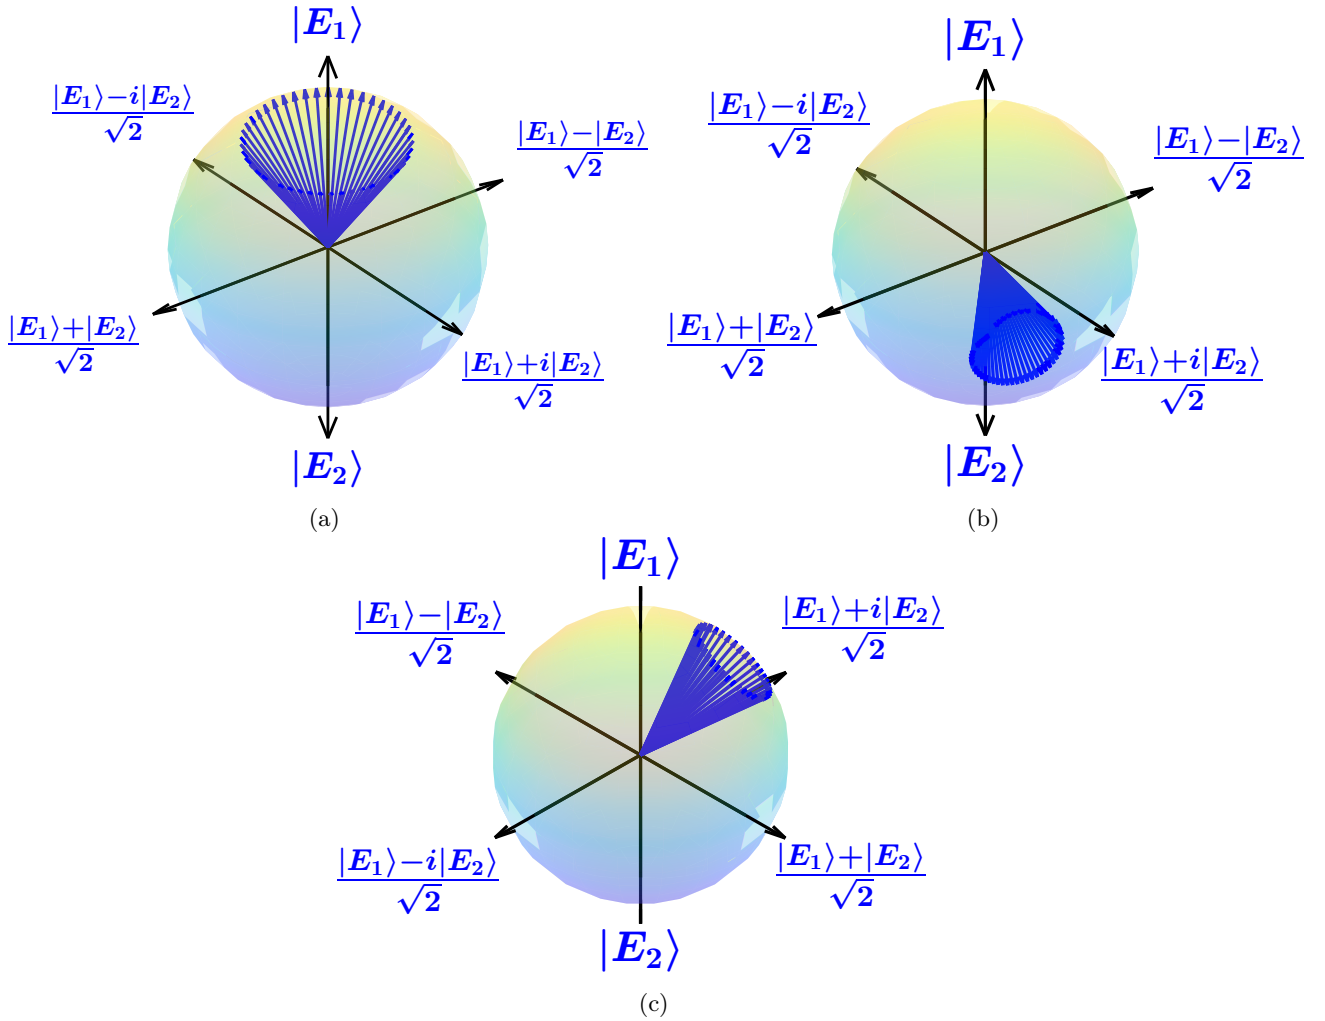 |E₁⟩
|E₁⟩−i|E₂⟩
√2
|E₁⟩−|E₂⟩
√2
|E₁⟩+|E₂⟩
√2
|E₁⟩+i|E₂⟩
√2
|E₂⟩
(a)
|E₁⟩
|E₁⟩−i|E₂⟩
√2
|E₁⟩−|E₂⟩
√2
|E₁⟩+|E₂⟩
√2
|E₁⟩+i|E₂⟩
√2
|E₂⟩
(b)
|E₁⟩
|E₁⟩−|E₂⟩
√2
|E₁⟩+i|E₂⟩
√2
|E₁⟩−i|E₂⟩
√2
|E₁⟩+|E₂⟩
√2
|E₂⟩
(c)